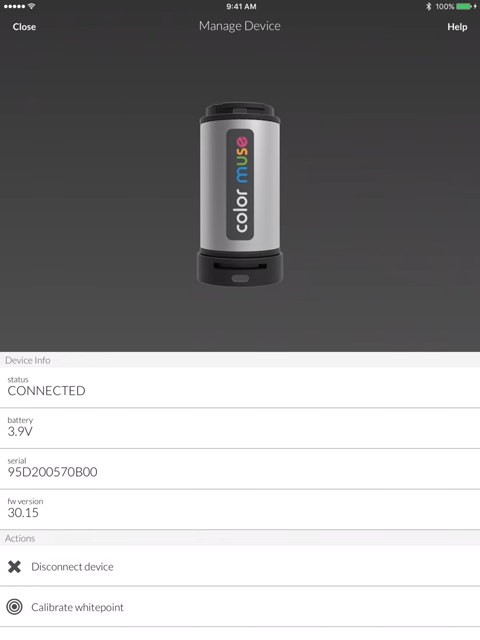 9:41 AM
100%
Close
Manage Device
Help
color muse
Device Info
status
CONNECTED
battery
3.9V
serial
95D200570B00
fw version
30.15
Actions
Disconnect device
Calibrate whitepoint